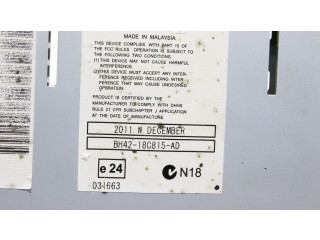 MADE IN MALAYSIA
THIS DEVICE COMPLIES WITH PART 15 OF
THE FCC RULES. OPERATION IS SUBJECT
TO THE FOLLOWING TWO CONDITIONS.
(1) THIS DEVICE MAY NOT CAUSE HARMFUL
INTERFERENCE.
(2) THIS DEVICE MUST ACCEPT ANY INTER-
FERENCE RECEIVED INCLUDING INTER-
FERENCE THAT MAY CAUSE UNDESIRED
OPERATION.
PRODUCT IS CERTIFIED BY THE
MANUFACTURER TO COMPLY WITH DHHS
RULE 21 CFR SUBCHAPTER J APPLICATION
AT THE DATE OF MANUFACTURE
2011 N DECEMBER
BH42-18C815-AD
e 24
N18
031663